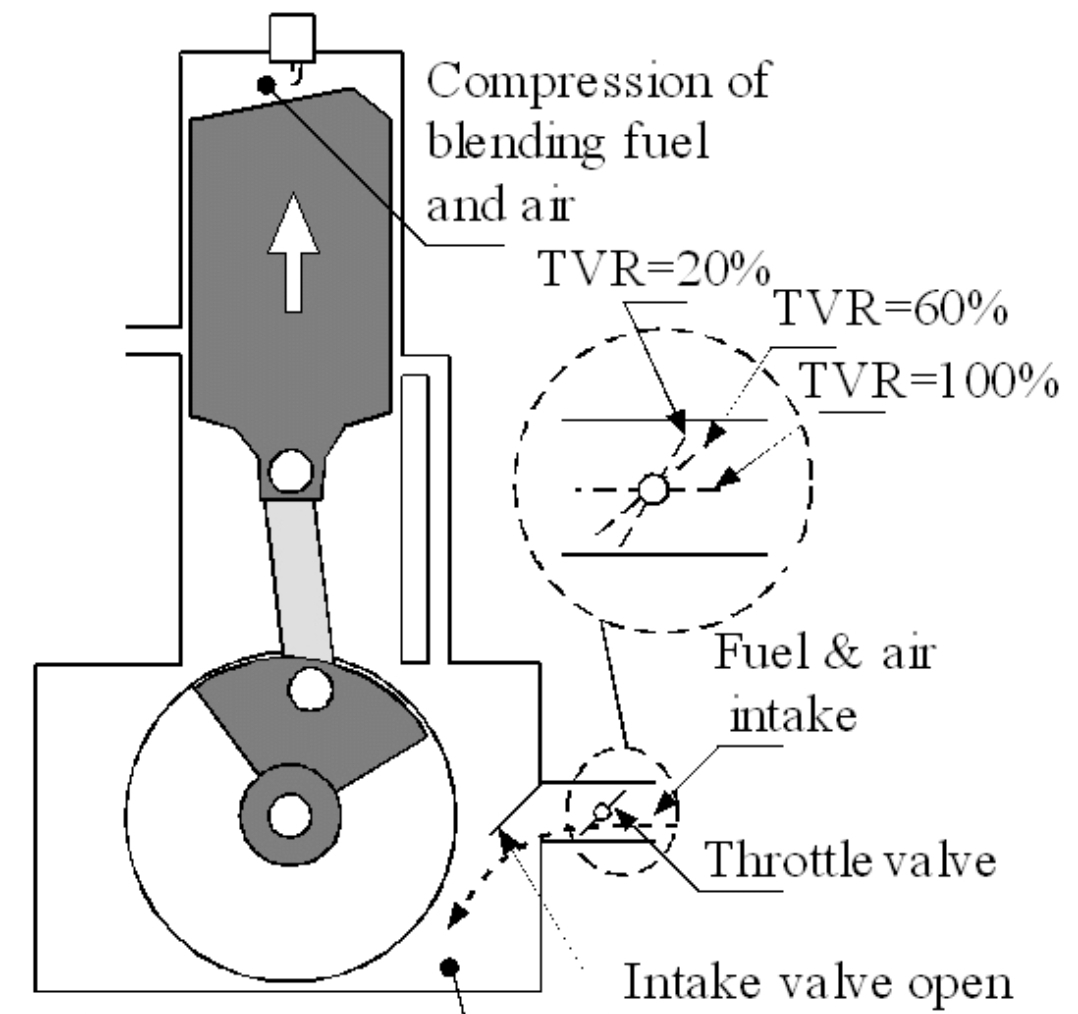 Compression of
blending fuel
and air
TVR=20%
TVR=60%
TVR=100%
Fuel & air
intake
Throttle valve
Intake valve open